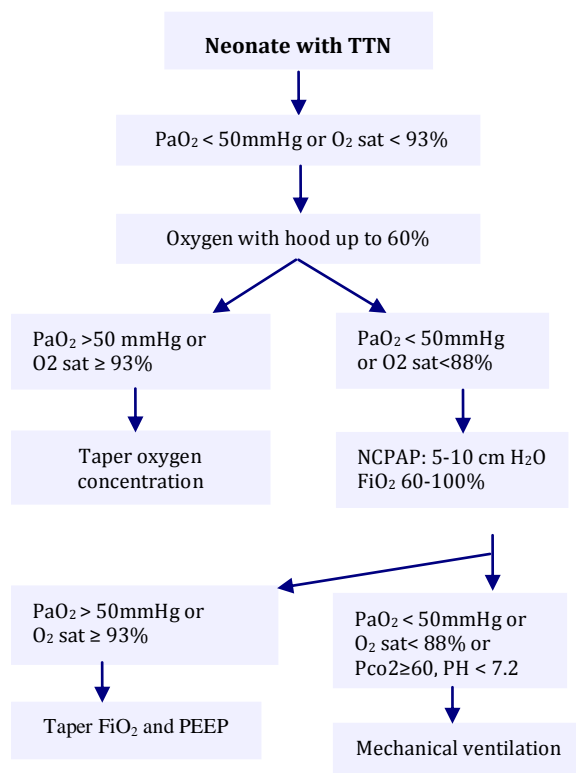 Neonate with TTN
PaO₂ < 50mmHg or O₂ sat < 93%
Oxygen with hood up to 60%
PaO₂ >50 mmHg or
O2 sat ≥ 93%
PaO₂ < 50mmHg
or O2 sat<88%
Taper oxygen
concentration
NCPAP: 5-10 cm H₂O
FiO₂ 60-100%
PaO₂ > 50mmHg or
O₂ sat ≥ 93%
PaO₂ < 50mmHg or
O₂ sat< 88% or
Pco2≥60, PH < 7.2
Taper FiO₂ and PEEP
Mechanical ventilation